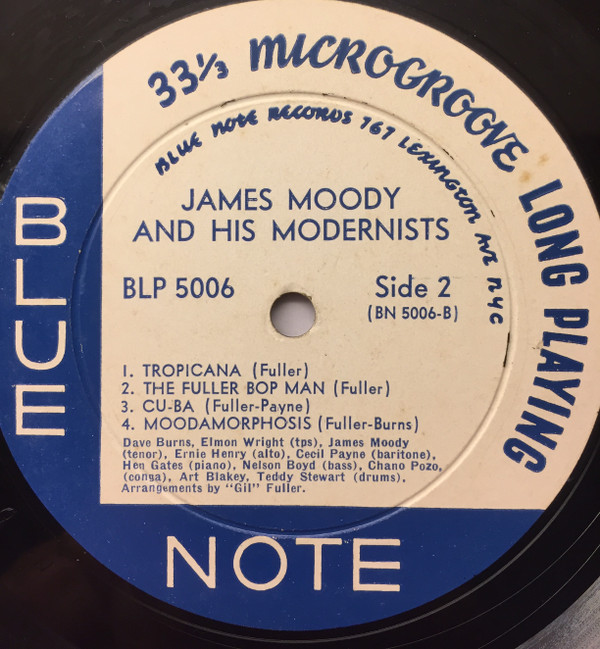 33⅓ MICROGROOVE LONG PLAYING
BLUE NOTE RECORDS 767 LEXINGTON AVE NYC
JAMES MOODY
AND HIS MODERNISTS
BLP 5006
Side 2
(BN 5006-B)
1. TROPICANA (Fuller)
2. THE FULLER BOP MAN (Fuller)
3. CU-BA (Fuller-Payne)
4. MOODAMORPHOSIS (Fuller-Burns)
Dave Burns, Elmon Wright (tps), James Moody
(tenor), Ernie Henry (alto), Cecil Payne (baritone),
Hen Gates (piano), Nelson Boyd (bass), Chano Pozo,
(conga), Art Blakey, Teddy Stewart (drums),
Arrangements by "Gil" Fuller.
BLUE
NOTE